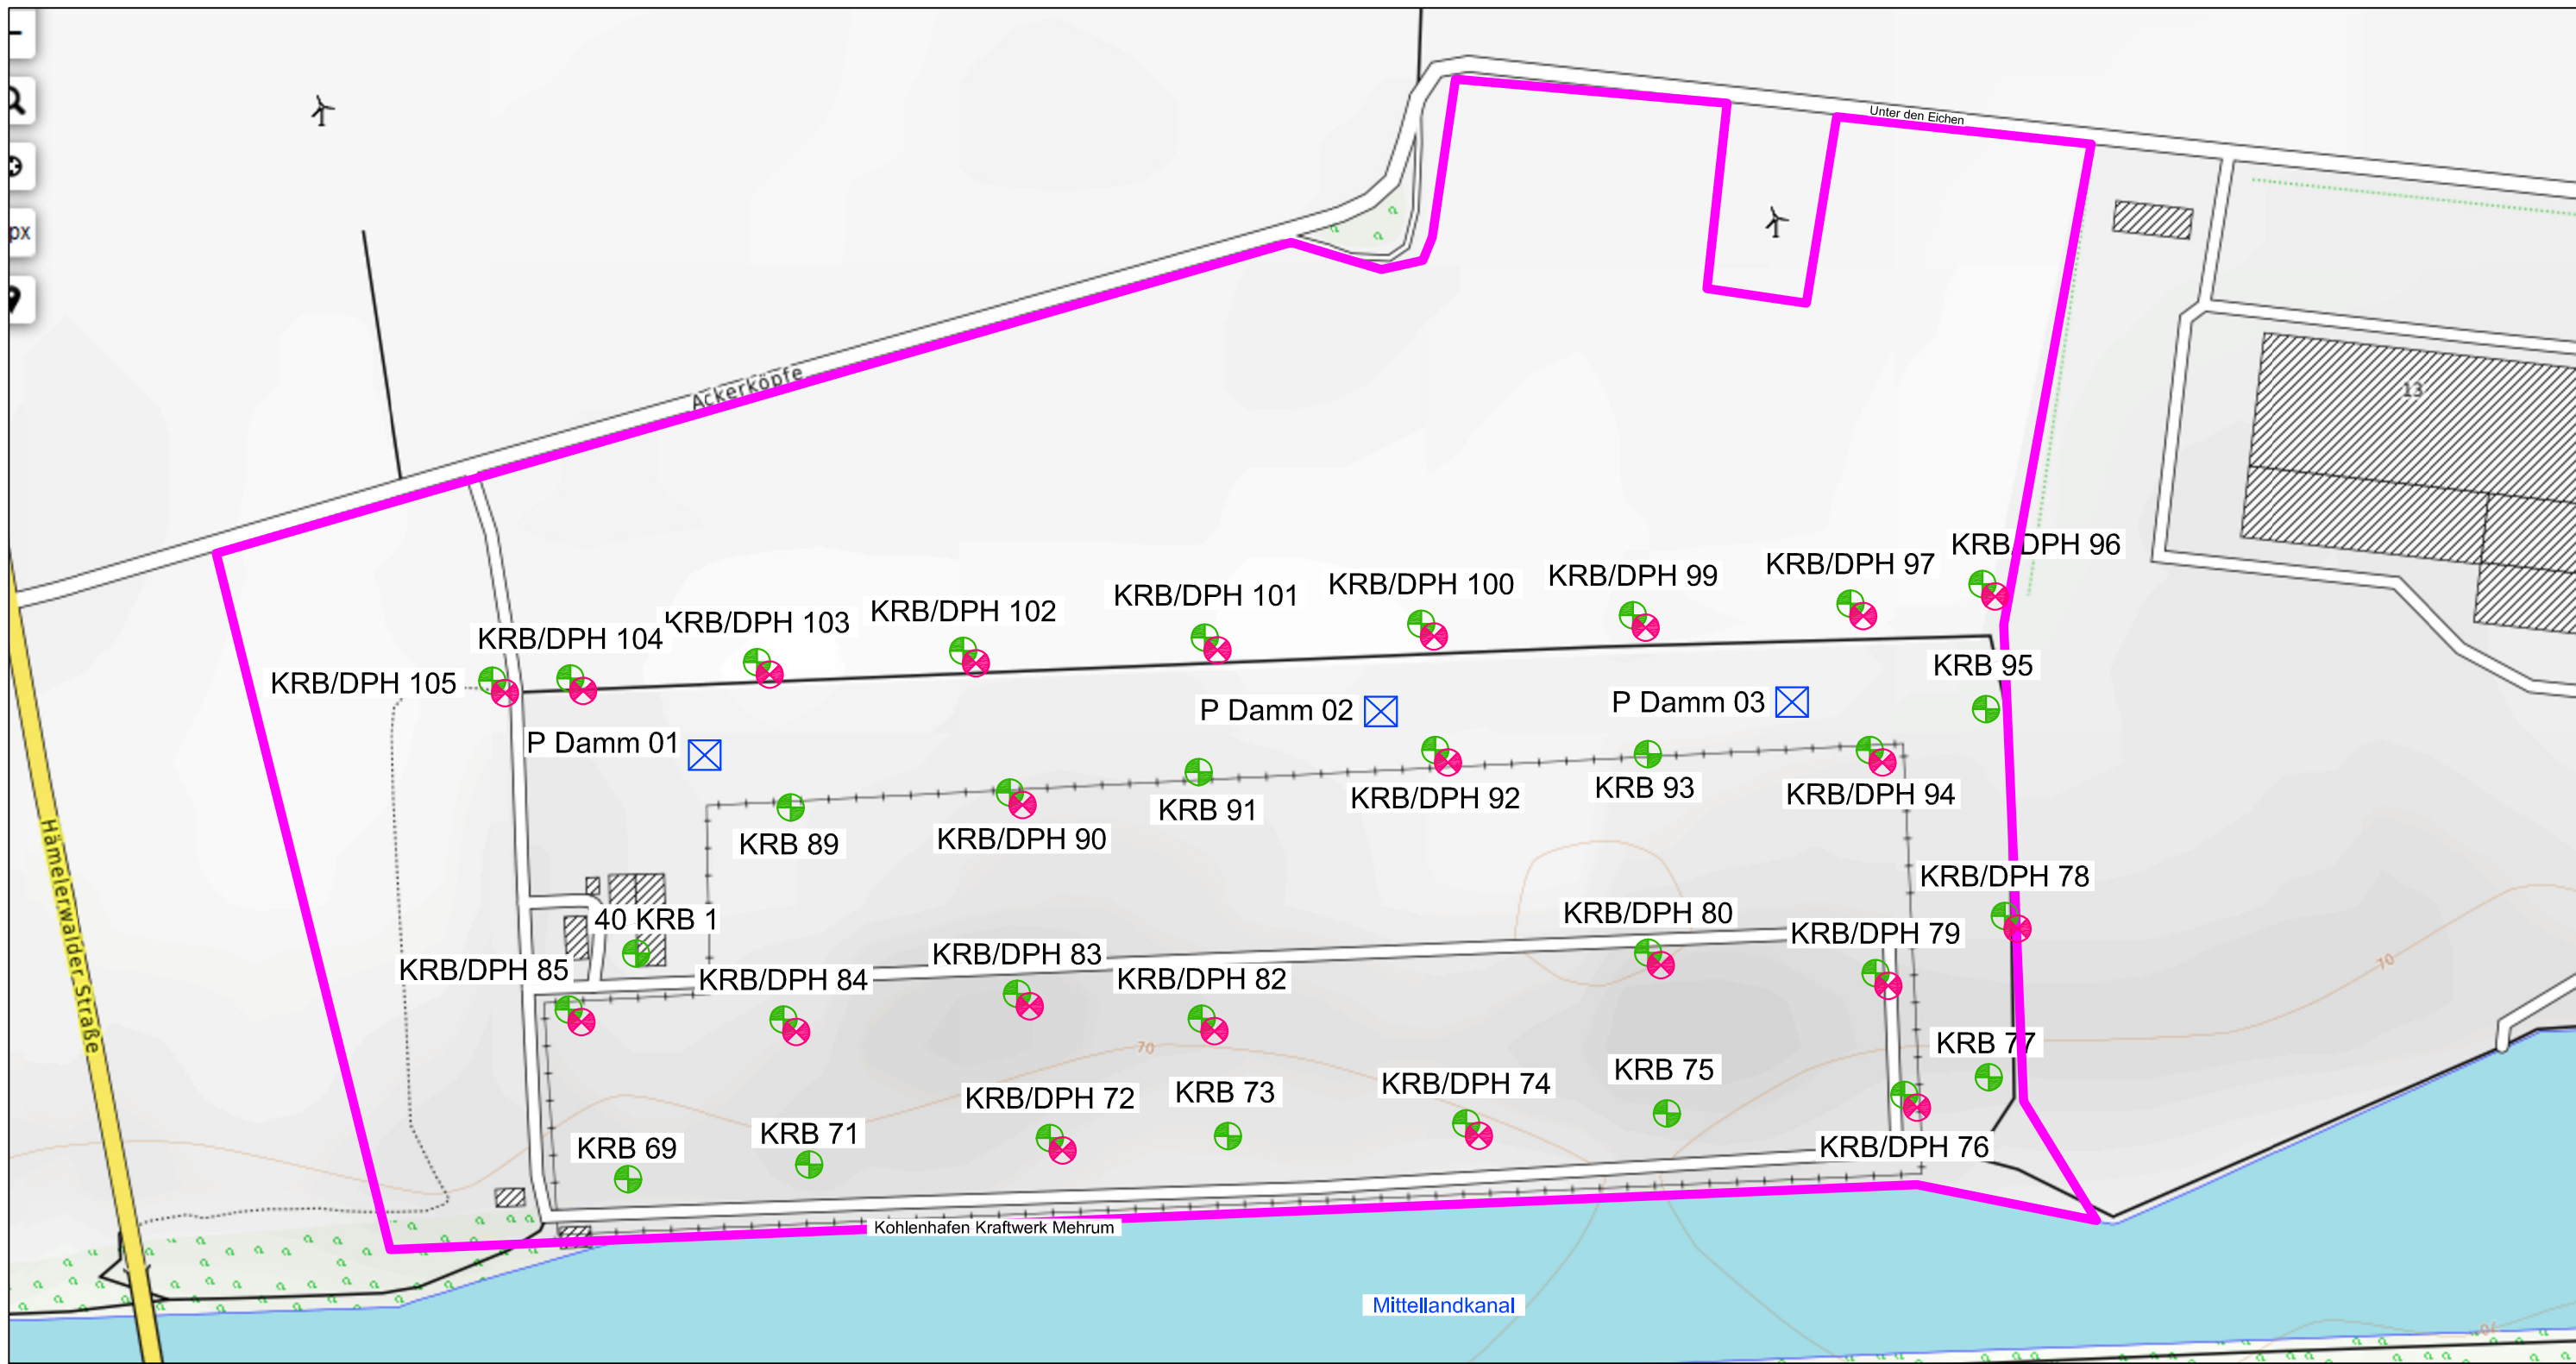 px
Unter den Eichen
Ackerköpfe
13
KRB/DPH 96
KRB/DPH 97
KRB/DPH 99
KRB/DPH 100
KRB/DPH 101
KRB/DPH 102
KRB/DPH 103
KRB/DPH 104
KRB/DPH 105
KRB 95
P Damm 03
P Damm 02
P Damm 01
KRB 93
KRB/DPH 94
KRB/DPH 92
KRB 91
KRB/DPH 90
KRB 89
Hämelerwalder Straße
KRB/DPH 78
40 KRB 1
KRB/DPH 80
KRB/DPH 79
KRB/DPH 83
KRB/DPH 85
KRB/DPH 84
KRB/DPH 82
70
70
KRB 77
KRB 75
KRB/DPH 74
KRB 73
KRB/DPH 72
KRB 71
KRB 69
KRB/DPH 76
Kohlenhafen Kraftwerk Mehrum
Mittellandkanal
70